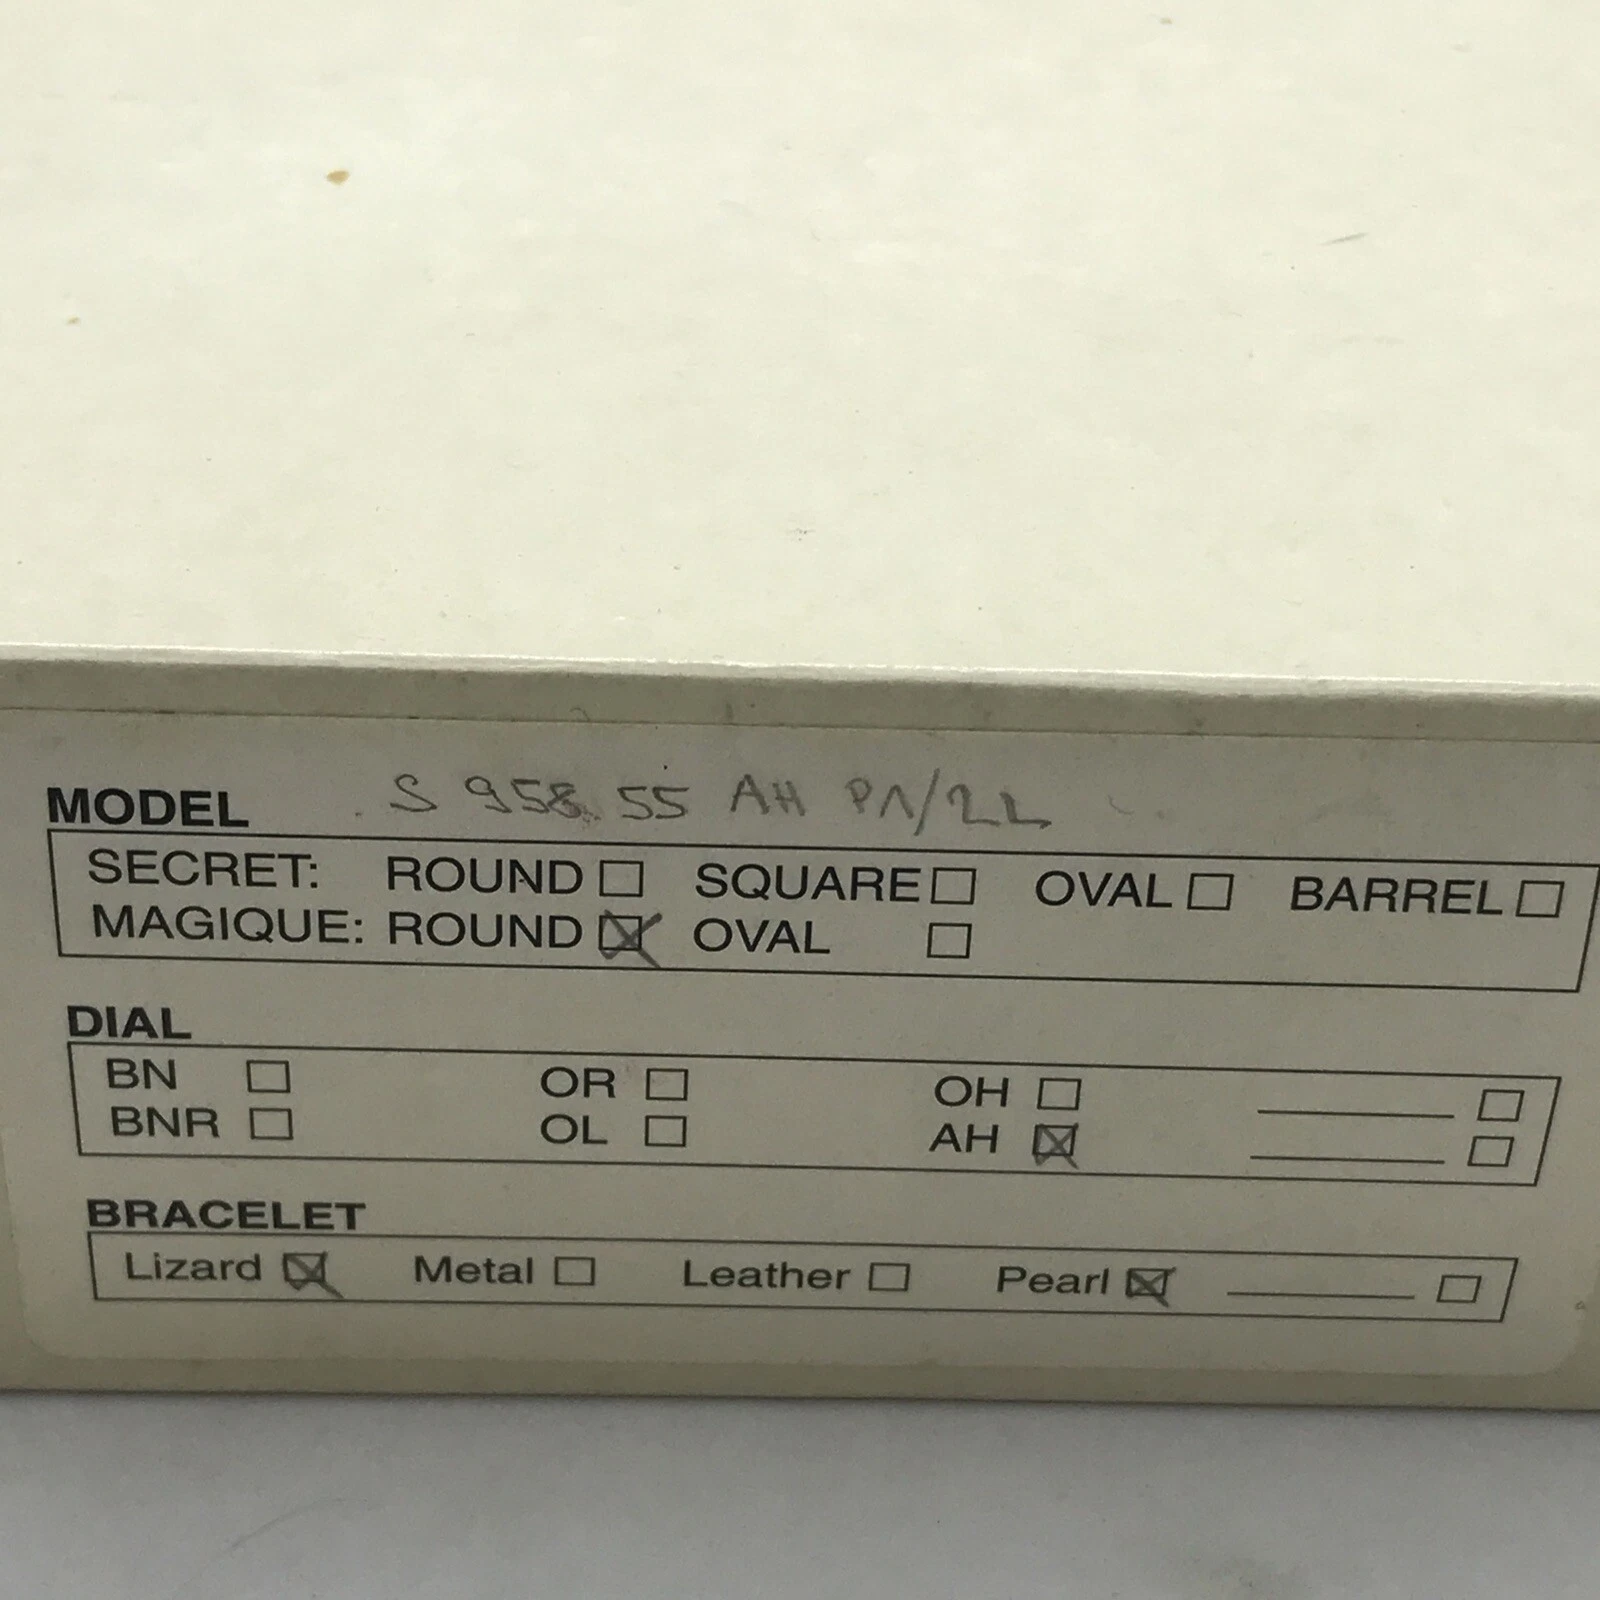 MODEL S 958.55 AH P1/2L
SECRET: ROUND ☐ SQUARE ☐ OVAL ☐ BARREL ☐
MAGIQUE: ROUND ☒ OVAL ☐
DIAL
BN ☐ OR ☐ OH ☐ ☐
BNR ☐ OL ☐ AH ☒ ☐
BRACELET
Lizard ☒ Metal ☐ Leather ☐ Pearl ☒ ☐